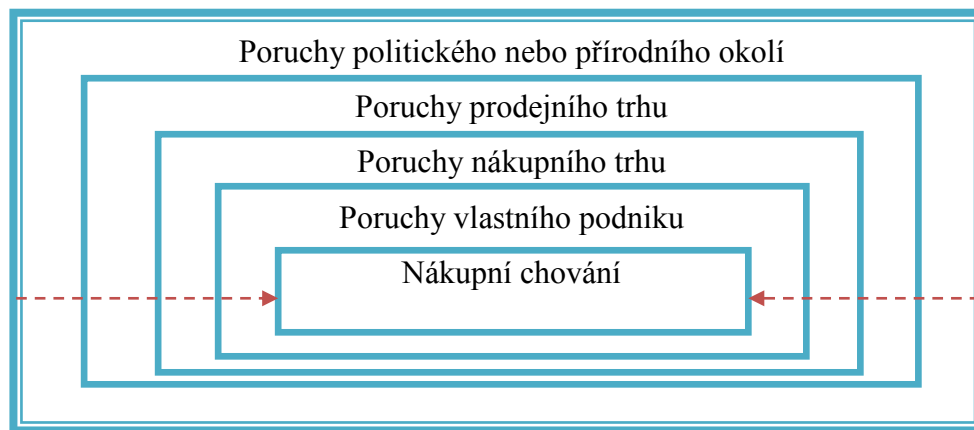 Poruchy politického nebo přírodního okolí
Poruchy prodejního trhu
Poruchy nákupního trhu
Poruchy vlastního podniku
Nákupní chování